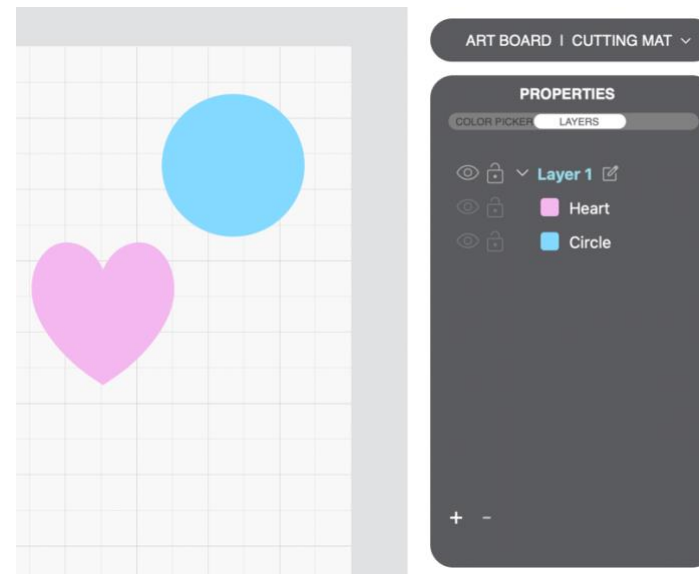 ART BOARD | CUTTING MAT
PROPERTIES
COLOR PICKER LAYERS
Layer 1
Heart
Circle
+ -